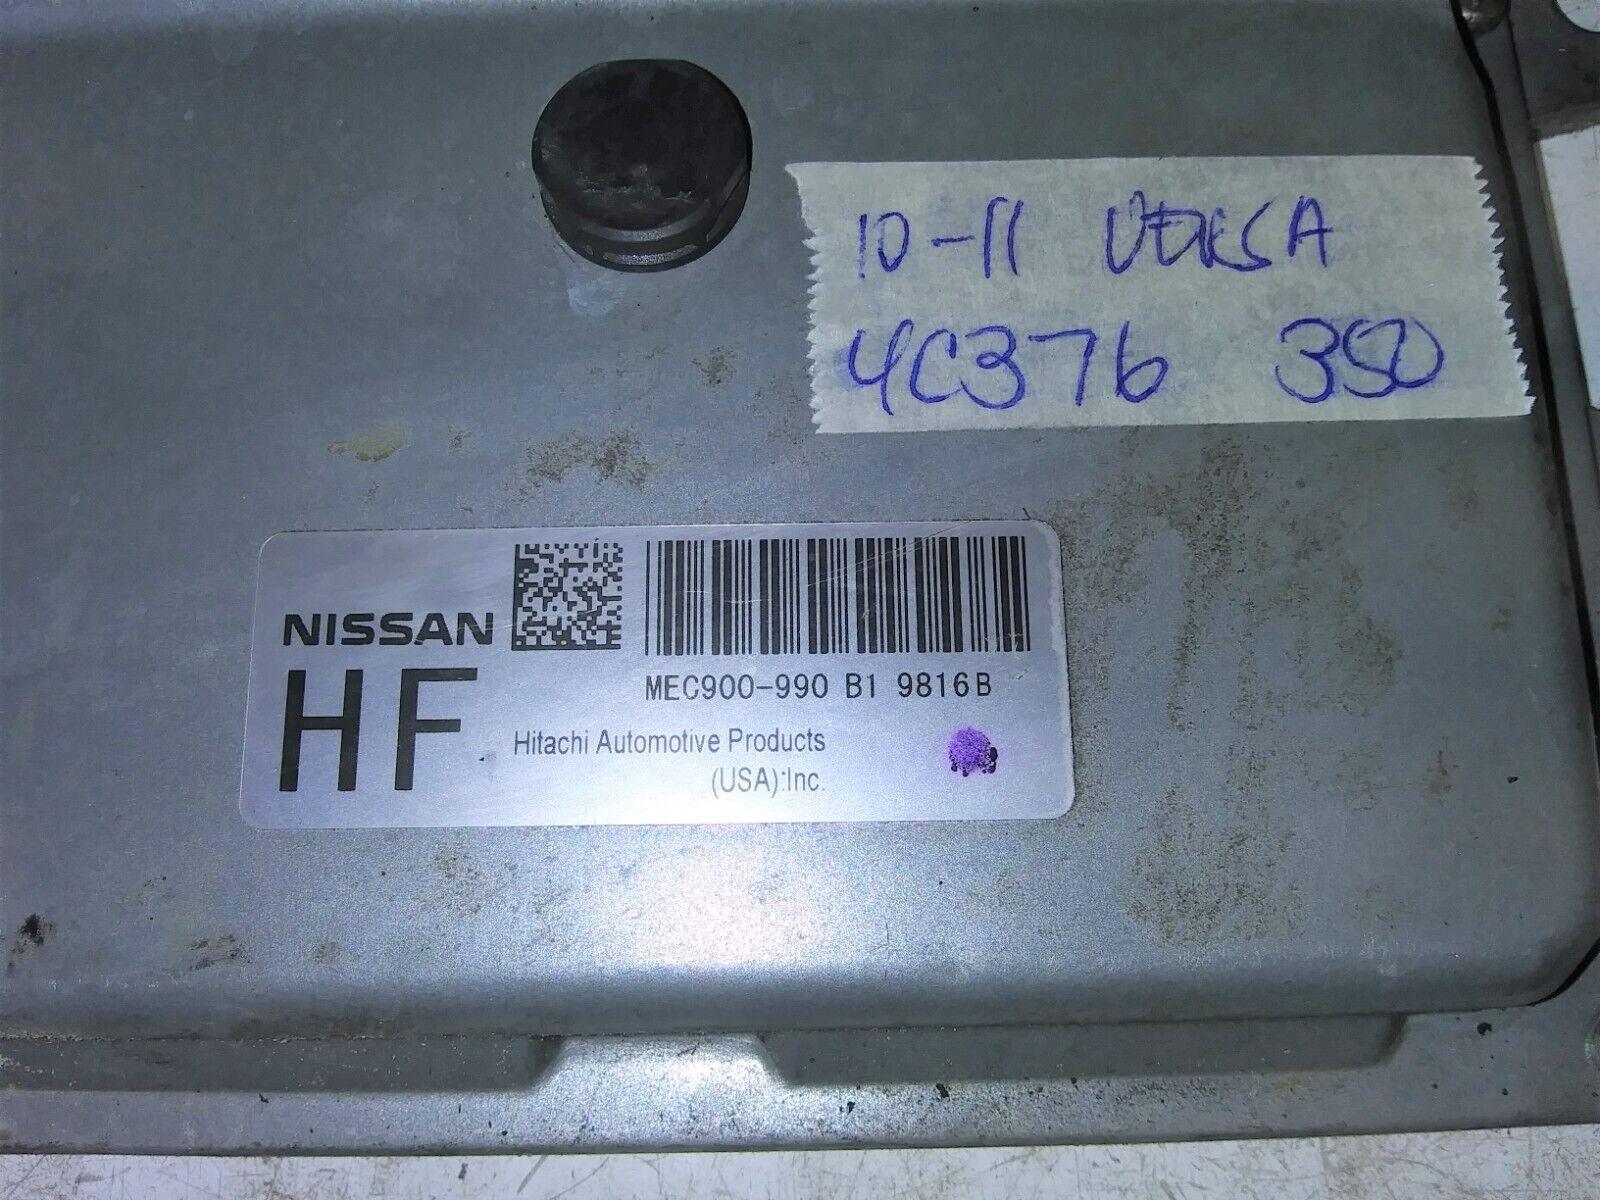 10-11 VERSA
4C376 350
NISSAN
HF
MEC900-990 B1 9816B
Hitachi Automotive Products
(USA) Inc.